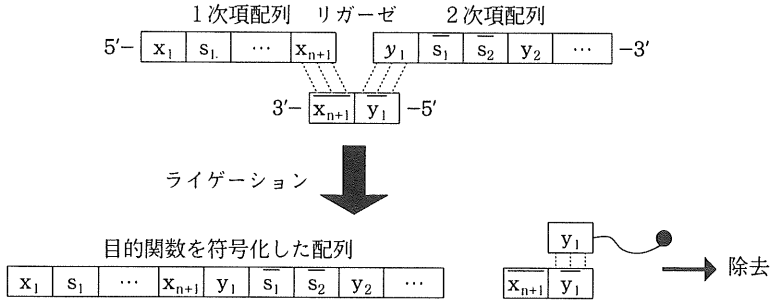 1次項配列 リガーゼ 2次項配列
5′− x₁ s₁. … xₙ₊₁ y₁ s̅₁ s̅₂ y₂ … −3′
3′− x̅ₙ₊₁ y̅₁ −5′
ライゲーション
目的関数を符号化した配列
x₁ s₁ … xₙ₊₁ y₁ s̅₁ s̅₂ y₂ …
y₁
x̅ₙ₊₁ y̅₁
除去